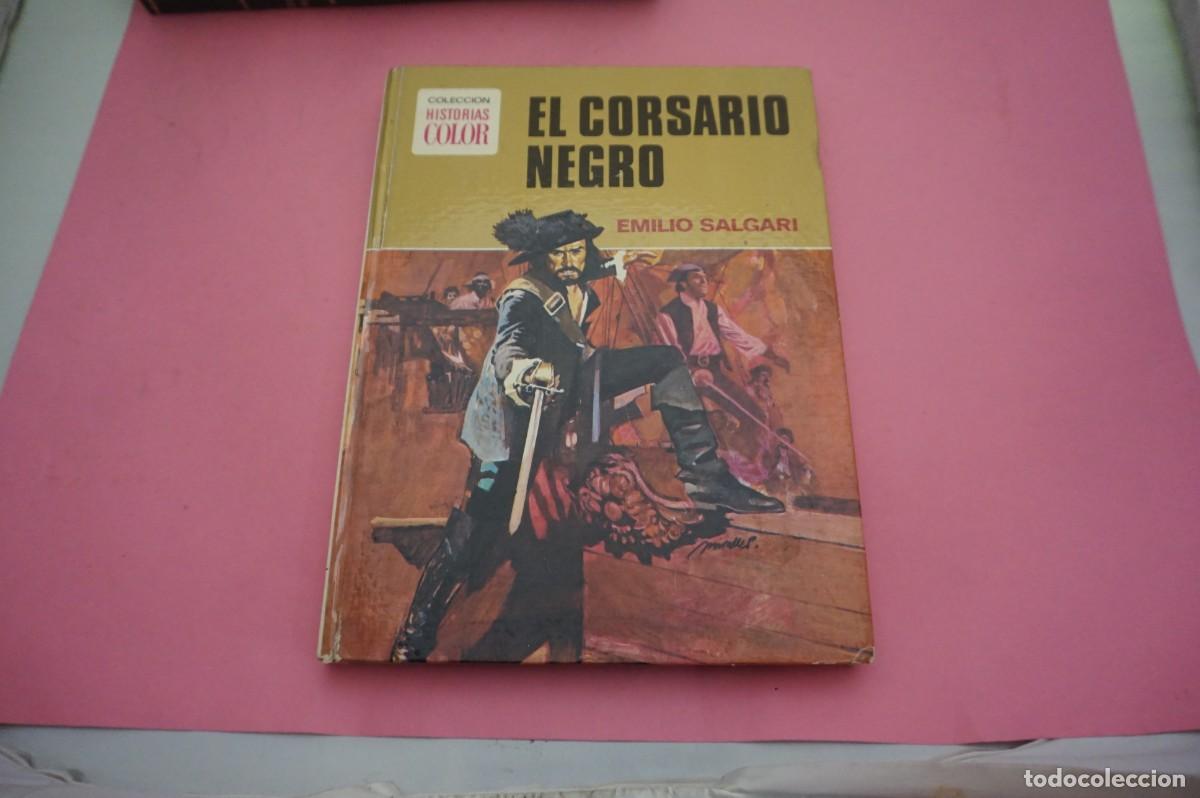 COLECCION
HISTORIAS
COLOR
EL CORSARIO
NEGRO
EMILIO SALGARI
todocoleccion